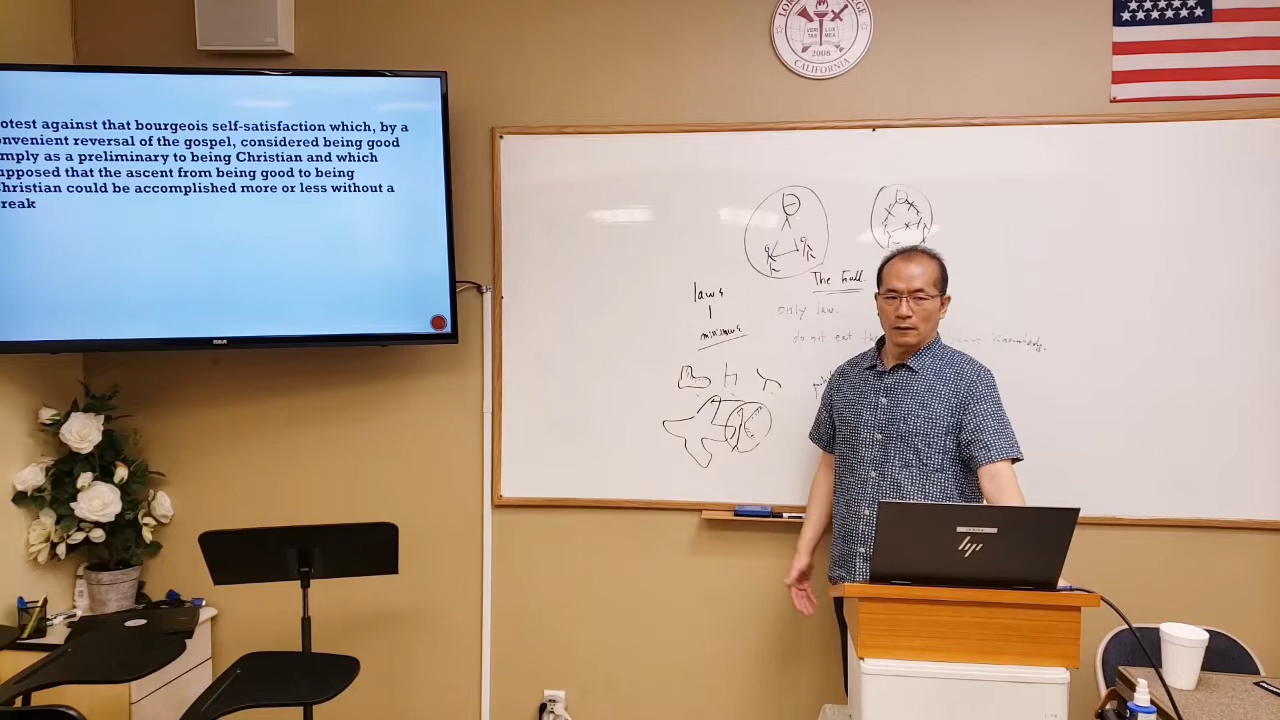 otest against that bourgeois self-satisfaction which, by a
onvenient reversal of the gospel, considered being good
mply as a preliminary to being Christian and which
upposed that the ascent from being good to being
hristian could be accomplished more or less without a
reak
RCA
VERI LUX
TAS MEA
2008
CALIFORNIA
The Fall.
laws
only law.
do not eat the
hp